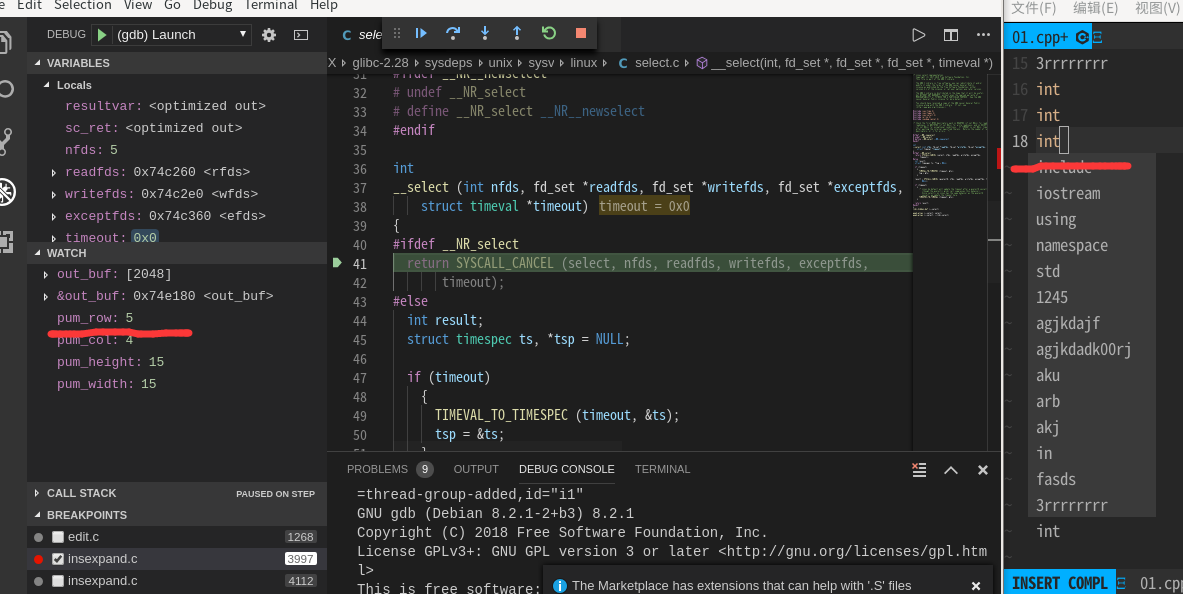 Edit Selection View Go Debug Terminal Help
DEBUG (gdb) Launch
VARIABLES
Locals
resultvar: <optimized out>
sc_ret: <optimized out>
nfds: 5
readfds: 0x74c260 <rfds>
writefds: 0x74c2e0 <wfds>
exceptfds: 0x74c360 <efds>
timeout: 0x0
WATCH
out_buf: [2048]
&out_buf: 0x74e180 <out_buf>
pum_row: 5
pum_col: 4
pum_height: 15
pum_width: 15
CALL STACK PAUSED ON STEP
BREAKPOINTS
edit.c 1268
insexpand.c 3997
insexpand.c 4112
C sele
X glibc-2.28 sysdeps unix sysv linux C select.c __select(int, fd_set *, fd_set *, fd_set *, timeval *)
31 #ifdef __NR__newselect
32 # undef __NR_select
33 # define __NR_select __NR__newselect
34 #endif
35
36 int
37 __select (int nfds, fd_set *readfds, fd_set *writefds, fd_set *exceptfds,
38 struct timeval *timeout) timeout = 0x0
39 {
40 #ifdef __NR_select
41 return SYSCALL_CANCEL (select, nfds, readfds, writefds, exceptfds,
42 timeout);
43 #else
44 int result;
45 struct timespec ts, *tsp = NULL;
46
47 if (timeout)
48 {
49 TIMEVAL_TO_TIMESPEC (timeout, &ts);
50 tsp = &ts;
51 }
PROBLEMS 9 OUTPUT DEBUG CONSOLE TERMINAL
=thread-group-added,id="i1"
GNU gdb (Debian 8.2.1-2+b3) 8.2.1
Copyright (C) 2018 Free Software Foundation, Inc.
License GPLv3+: GNU GPL version 3 or later <http://gnu.org/licenses/gpl.htm
l>
This is free software:
The Marketplace has extensions that can help with '.S' files
文件(F) 编辑(E) 视图(V)
01.cpp+
15 3rrrrrrr
16 int
17 int
18 int
include
iostream
using
namespace
std
1245
agjkdajf
agjkdadk00rj
aku
arb
akj
in
fasds
3rrrrrrr
int
INSERT COMPL 01.cpp